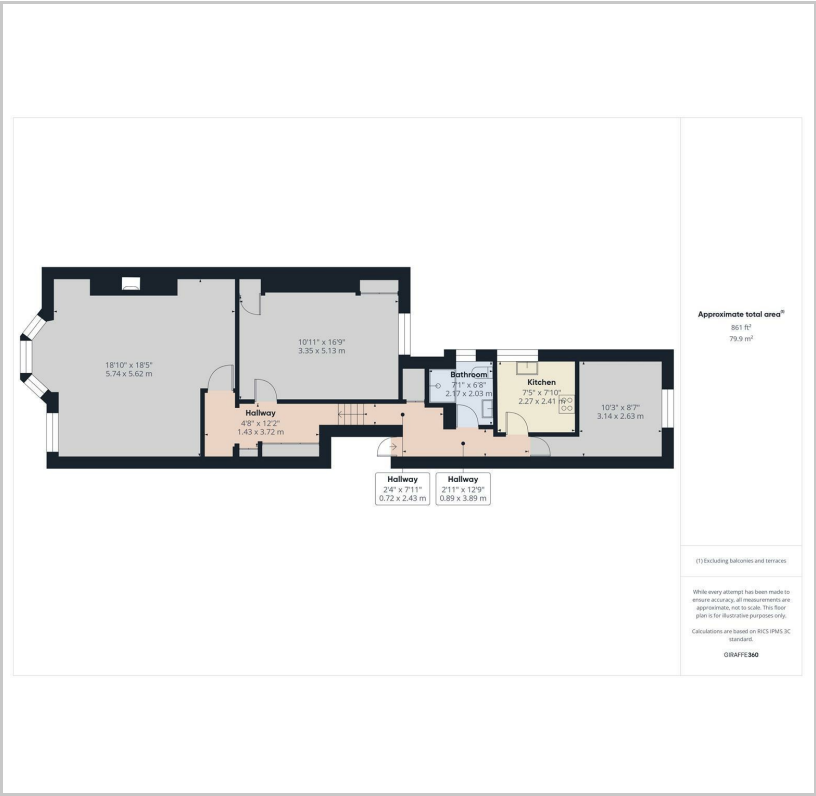 18'10" x 18'5"
5.74 x 5.62 m
10'11" x 16'9"
3.35 x 5.13 m
Hallway
4'8" x 12'2"
1.43 x 3.72 m
Bathroom
7'1" x 6'8"
2.17 x 2.03 m
Kitchen
7'5" x 7'10"
2.27 x 2.41 m
10'3" x 8'7"
3.14 x 2.63 m
Hallway
2'4" x 7'11"
0.72 x 2.43 m
Hallway
2'11" x 12'9"
0.89 x 3.89 m
Approximate total area⁽¹⁾
861 ft²
79.9 m²
(1) Excluding balconies and terraces
While every attempt has been made to
ensure accuracy, all measurements are
approximate, not to scale. This floor
plan is for illustrative purposes only.
Calculations are based on RICS IPMS 3C
standard.
GIRAFFE360